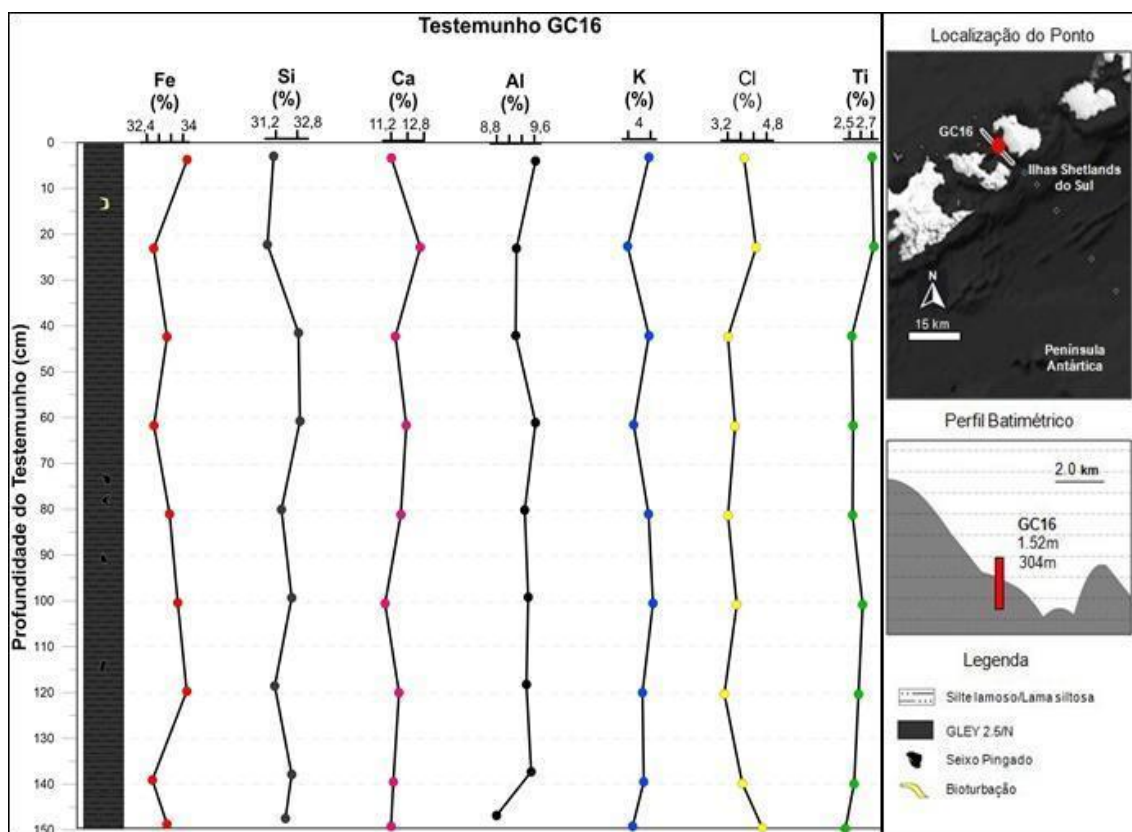 Testemunho GC16
Fe Si Ca Al K Cl Ti
(%) (%) (%) (%) (%) (%) (%)
32,4 34 31,2 32,8 11,2 12,8 8,8 9,6 4 3,2 4,8 2,5 2,7
Profundidade do Testemunho (cm)
0
10
20
30
40
50
60
70
80
90
100
110
120
130
140
150
Localização do Ponto
GC16
Ilhas Shetlands
do Sul
N
15 km
Península
Antártica
Perfil Batimétrico
2.0 km
GC16
1.52m
304m
Legenda
Silte lamoso/Lama siltosa
GLEY 2.5/N
Seixo Pingado
Bioturbação